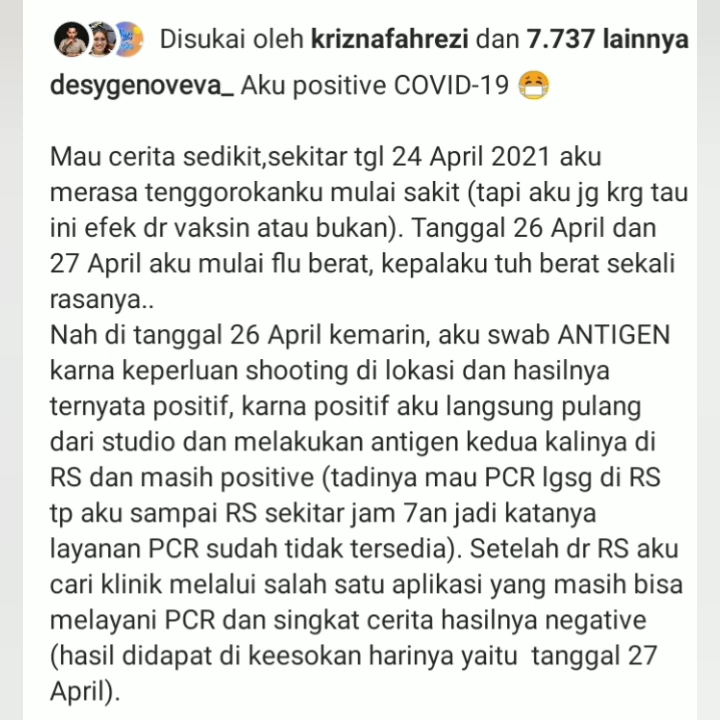 Disukai oleh kriznafahrezi dan 7.737 lainnya
desygenoveva_ Aku positive COVID-19 😷
Mau cerita sedikit,sekitar tgl 24 April 2021 aku
merasa tenggorokanku mulai sakit (tapi aku jg krg tau
ini efek dr vaksin atau bukan). Tanggal 26 April dan
27 April aku mulai flu berat, kepalaku tuh berat sekali
rasanya..
Nah di tanggal 26 April kemarin, aku swab ANTIGEN
karna keperluan shooting di lokasi dan hasilnya
ternyata positif, karna positif aku langsung pulang
dari studio dan melakukan antigen kedua kalinya di
RS dan masih positive (tadinya mau PCR lgsg di RS
tp aku sampai RS sekitar jam 7an jadi katanya
layanan PCR sudah tidak tersedia). Setelah dr RS aku
cari klinik melalui salah satu aplikasi yang masih bisa
melayani PCR dan singkat cerita hasilnya negative
(hasil didapat di keesokan harinya yaitu  tanggal 27
April).